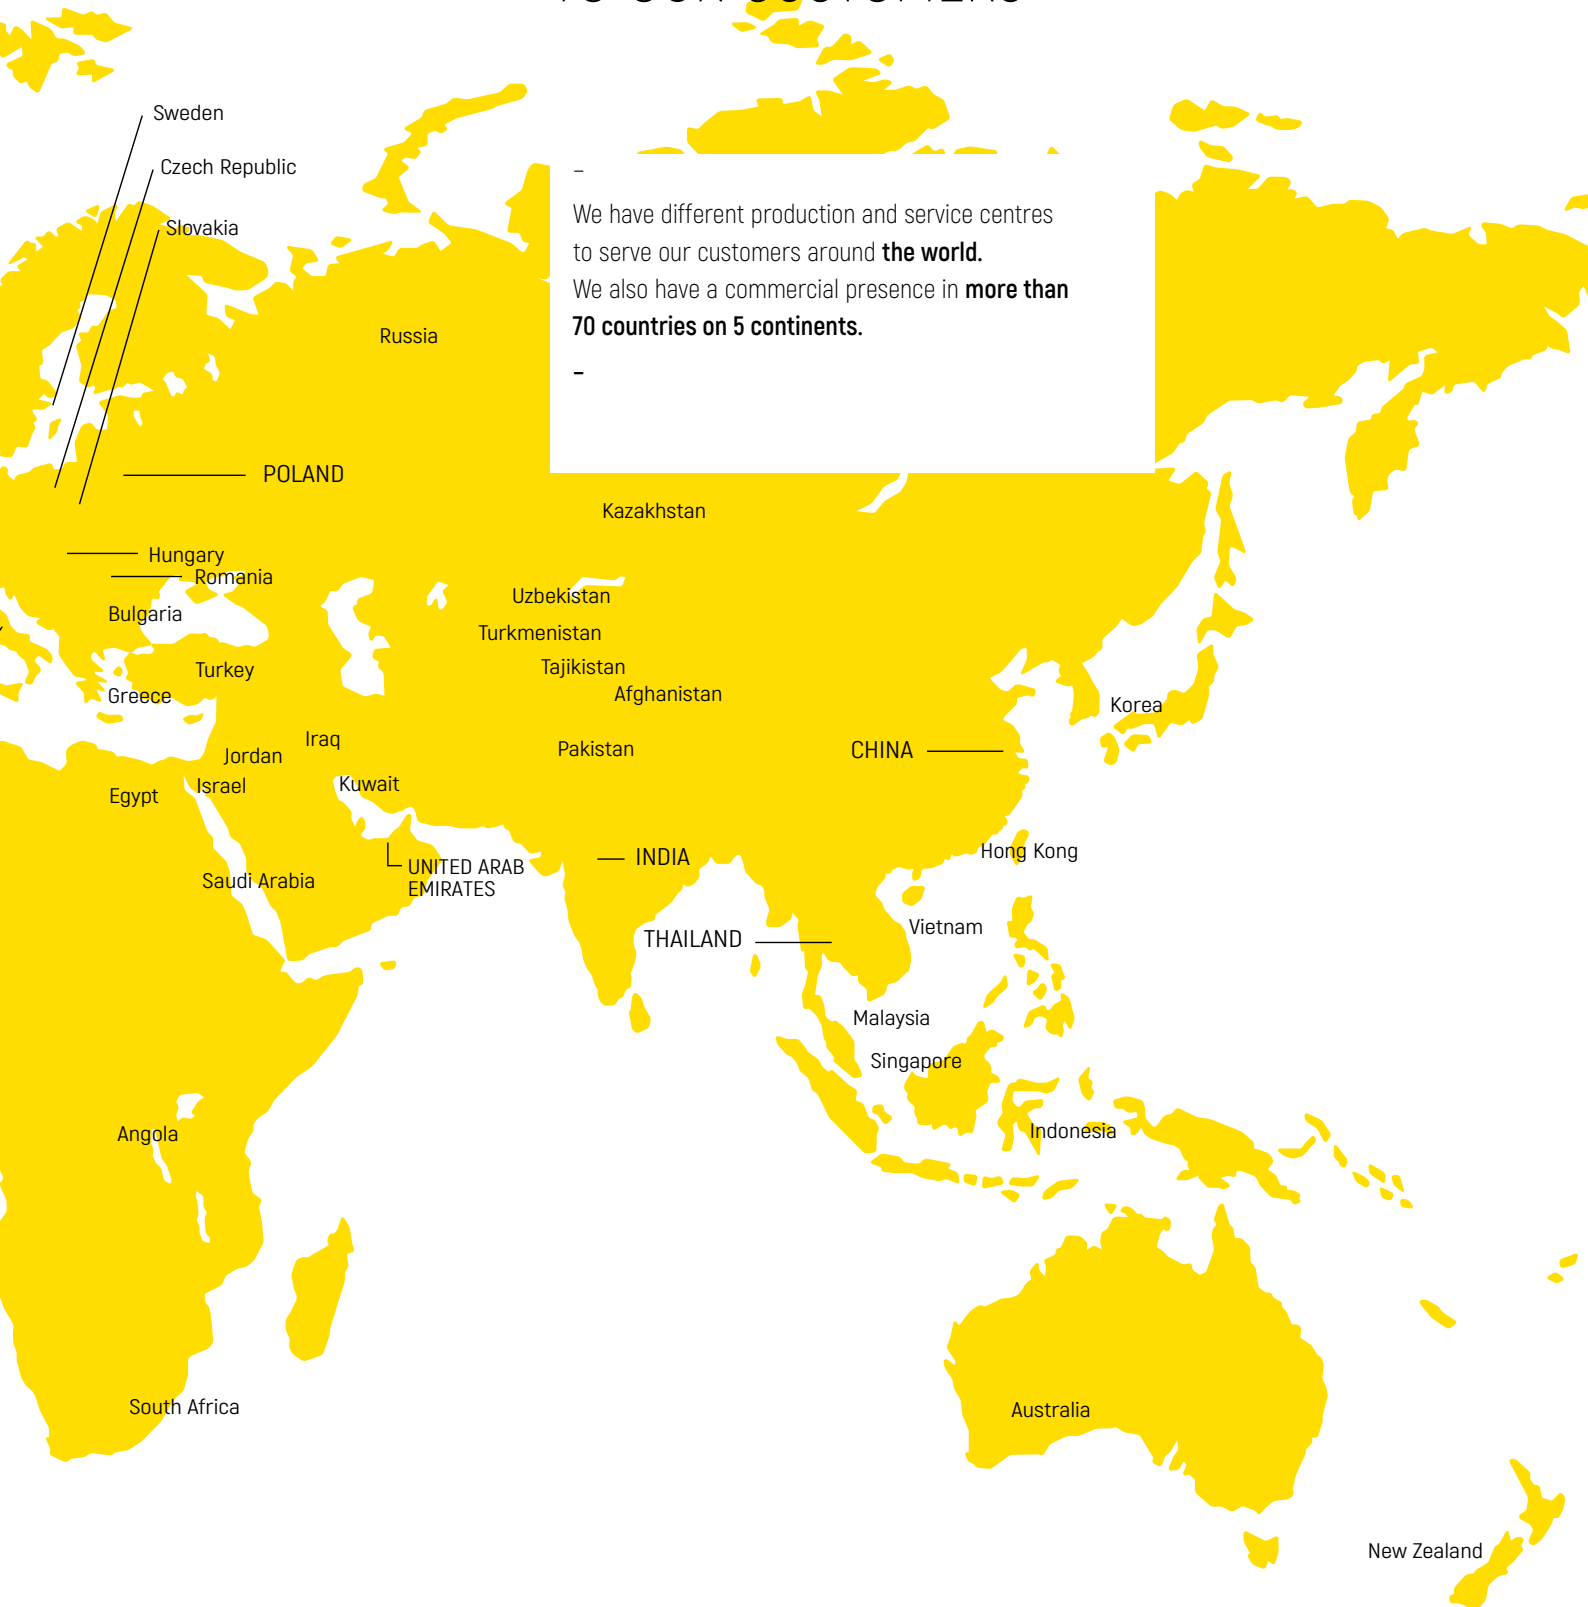 TO OUR CUSTOMERS
Sweden
Czech Republic
Slovakia
–
We have different production and service centres
to serve our customers around the world.
We also have a commercial presence in more than
70 countries on 5 continents.
–
Russia
POLAND
Kazakhstan
Hungary
Romania
Uzbekistan
Bulgaria
Turkmenistan
Tajikistan
Turkey
Afghanistan
Greece
Korea
Iraq
Pakistan
CHINA
Jordan
Israel
Kuwait
Egypt
Hong Kong
INDIA
UNITED ARAB
EMIRATES
Saudi Arabia
Vietnam
THAILAND
Malaysia
Singapore
Indonesia
Angola
South Africa
Australia
New Zealand